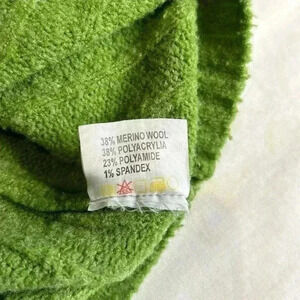 38% MERINO WOOL
38% POLYACRYLIA
23% POLYAMIDE
1% SPANDEX